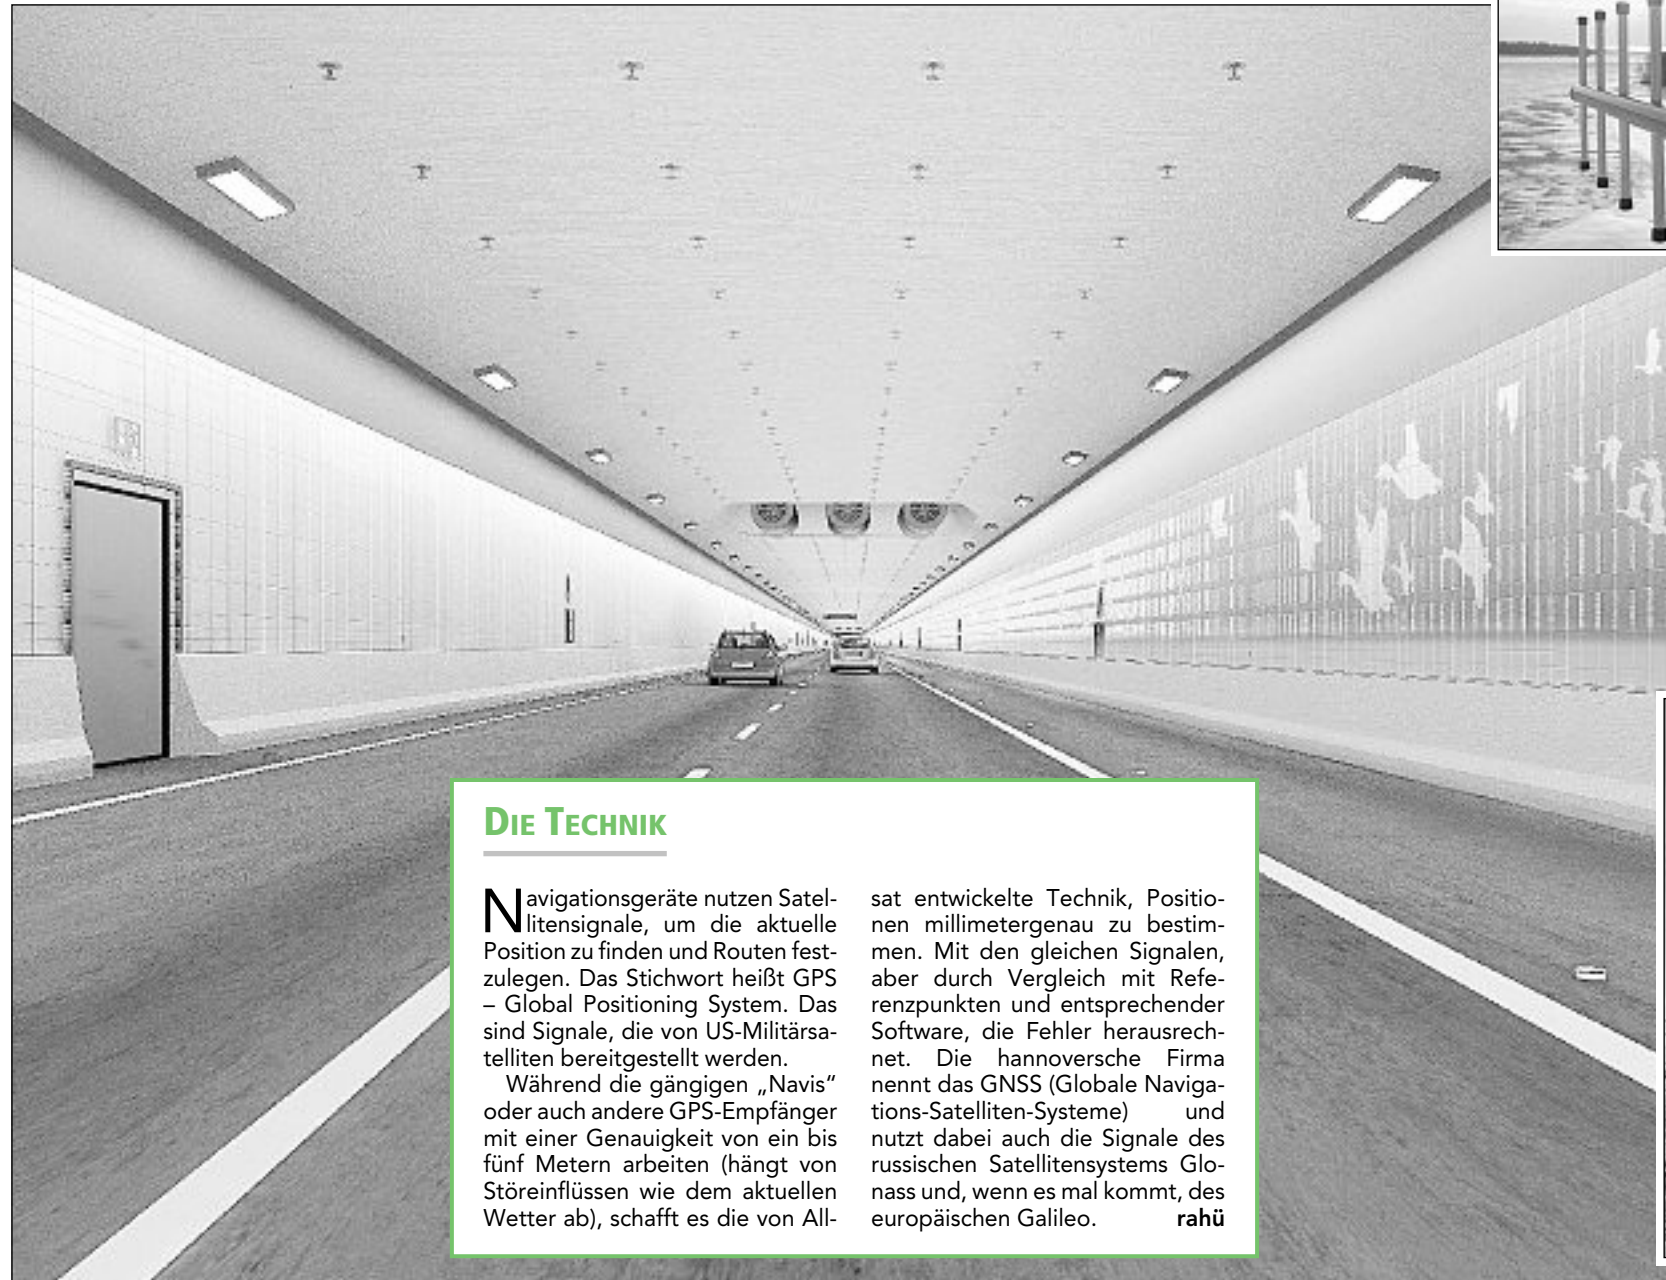 DIE TECHNIK
Navigationsgeräte nutzen Satel-
litensignale, um die aktuelle
Position zu finden und Routen fest-
zulegen. Das Stichwort heißt GPS
– Global Positioning System. Das
sind Signale, die von US-Militärsa-
telliten bereitgestellt werden.
Während die gängigen „Navis“
oder auch andere GPS-Empfänger
mit einer Genauigkeit von ein bis
fünf Metern arbeiten (hängt von
Störeinflüssen wie dem aktuellen
Wetter ab), schafft es die von All-
sat entwickelte Technik, Positio-
nen millimetergenau zu bestim-
men. Mit den gleichen Signalen,
aber durch Vergleich mit Refe-
renzpunkten und entsprechender
Software, die Fehler herausrech-
net. Die hannoversche Firma
nennt das GNSS (Globale Naviga-
tions-Satelliten-Systeme) und
nutzt dabei auch die Signale des
russischen Satellitensystems Glo-
nass und, wenn es mal kommt, des
europäischen Galileo. rahü